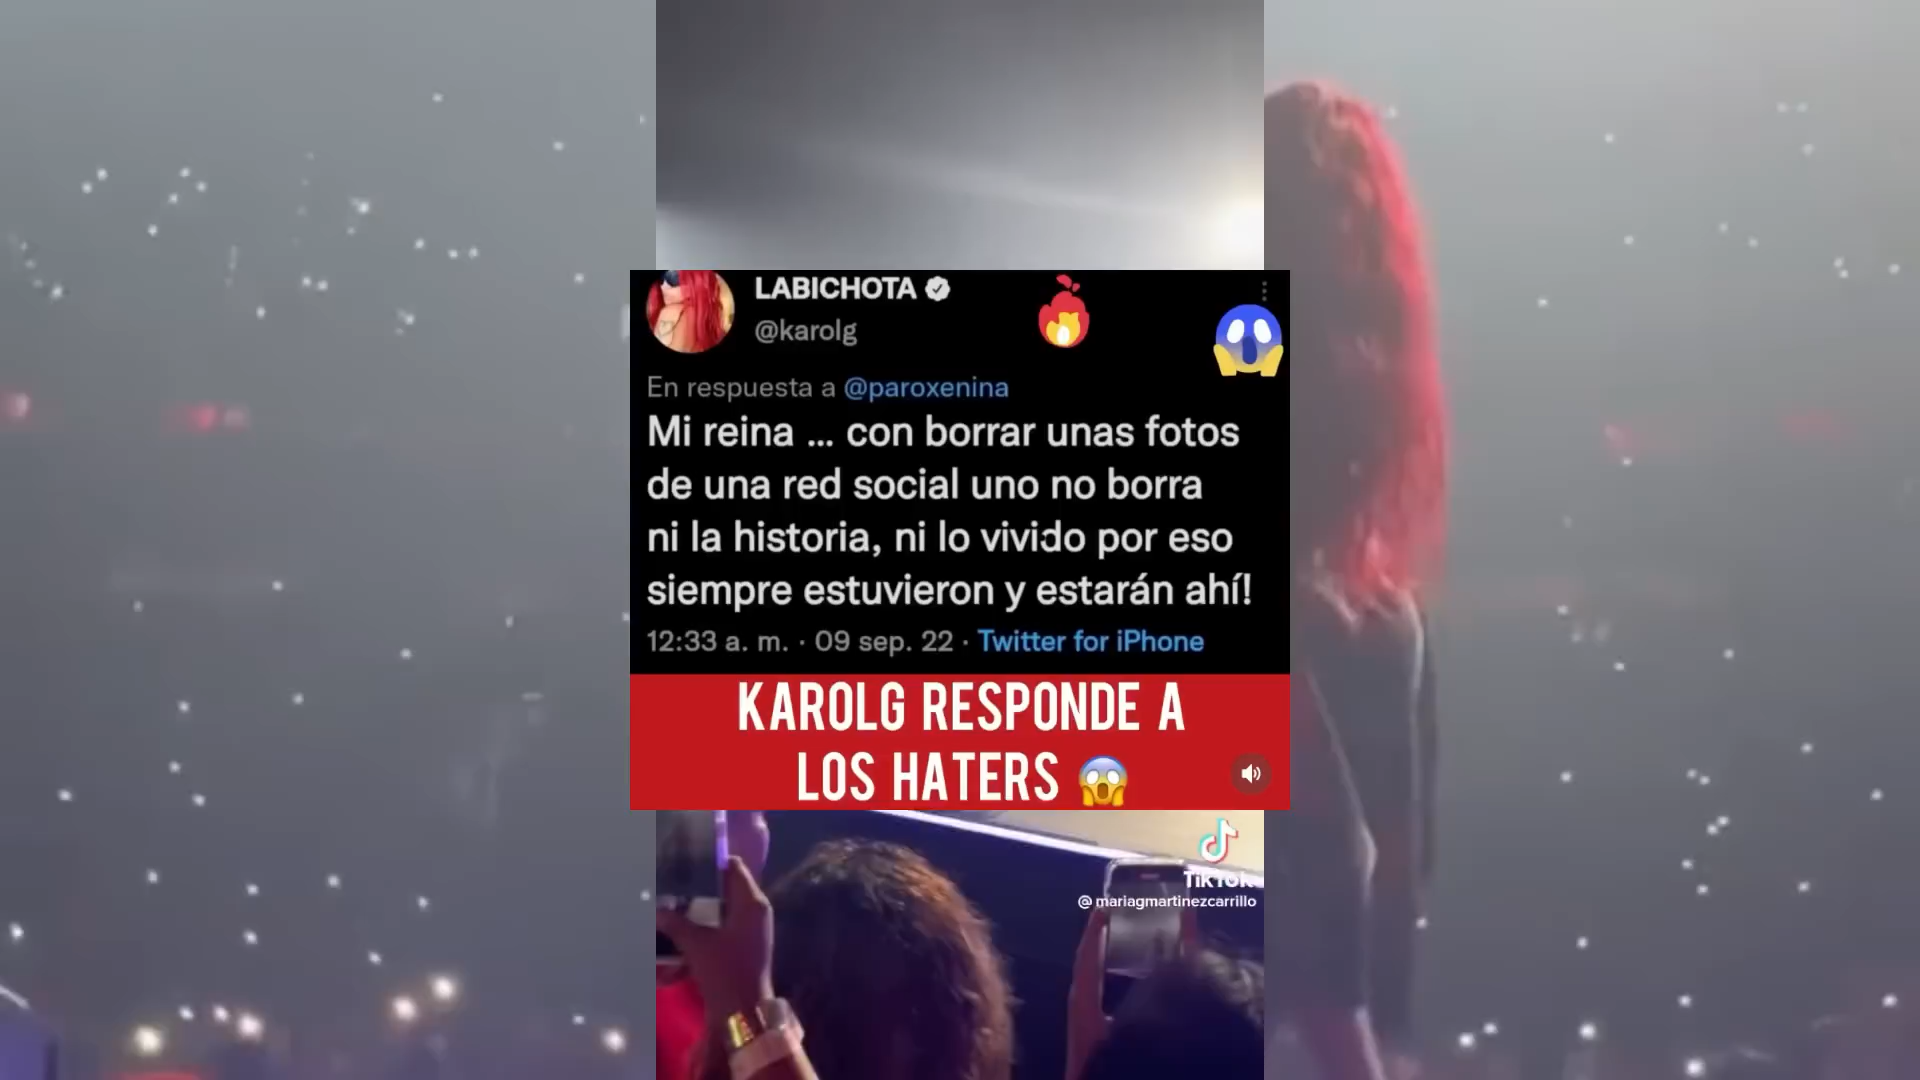 LABICHOTA
@karolg
En respuesta a @paroxenina
Mi reina ... con borrar unas fotos
de una red social uno no borra
ni la historia, ni lo vivido por eso
siempre estuvieron y estarán ahí!
12:33 a. m. · 09 sep. 22 · Twitter for iPhone
KAROLG RESPONDE A
LOS HATERS 😱
TikTok
@mariagmartinezcarrillo